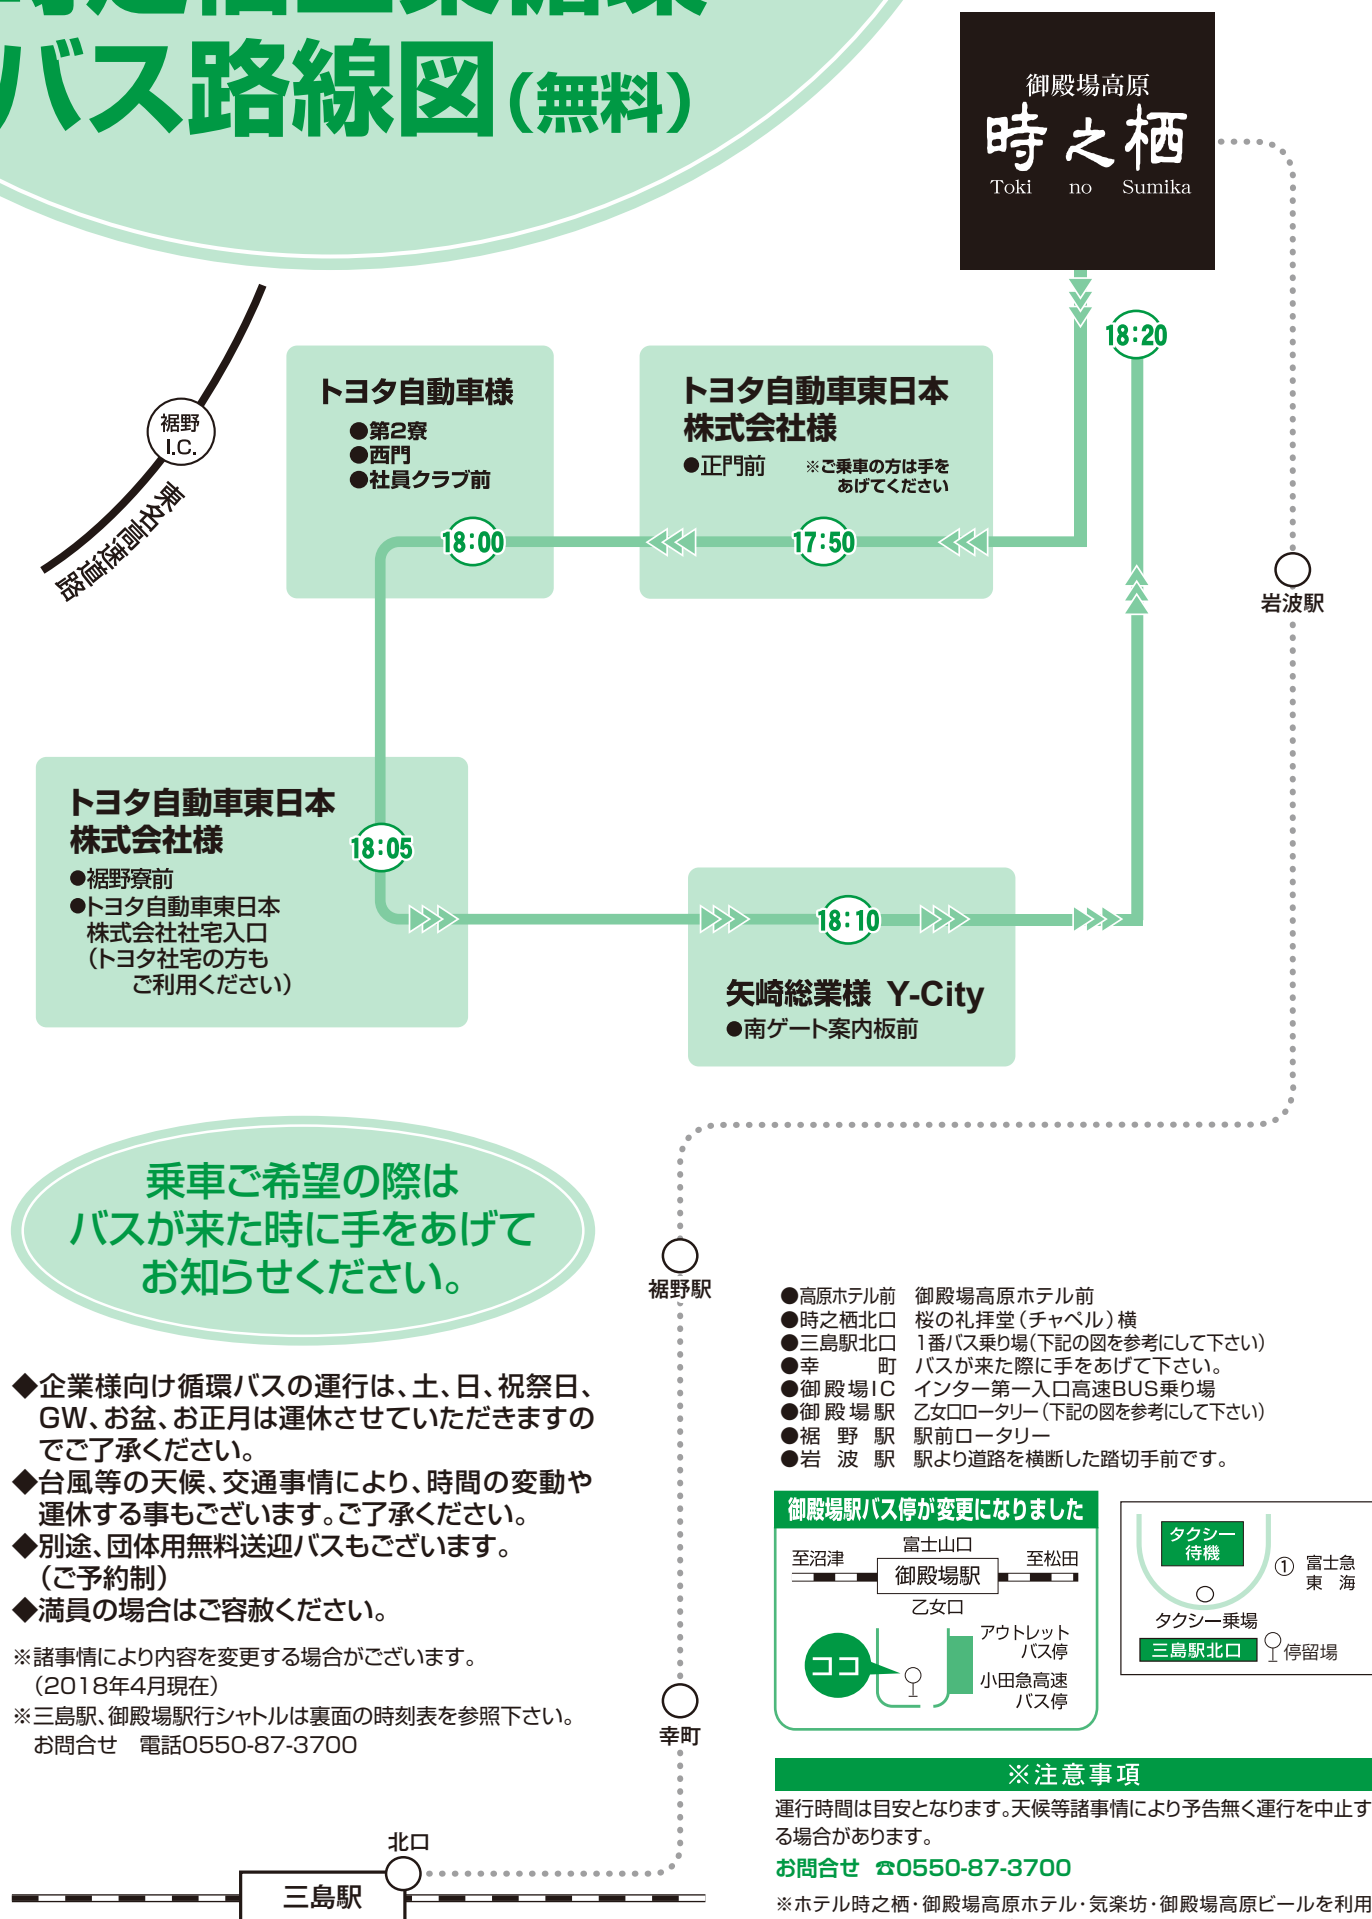 時之栖企業循環
バス路線図(無料)
御殿場高原
時之栖
Toki no Sumika
18:20
裾野
I.C.
東名高速道路
トヨタ自動車様
●第2寮
●西門
●社員クラブ前
18:00
トヨタ自動車東日本
株式会社様
●正門前 ※ご乗車の方は手を
あげてください
17:50
岩波駅
トヨタ自動車東日本
株式会社様
●裾野寮前
●トヨタ自動車東日本
株式会社社宅入口
(トヨタ社宅の方も
ご利用ください)
18:05
18:10
矢崎総業様 Y-City
●南ゲート案内板前
乗車ご希望の際は
バスが来た時に手をあげて
お知らせください。
裾野駅
◆企業様向け循環バスの運行は、土、日、祝祭日、
GW、お盆、お正月は運休させていただきますの
でご了承ください。
◆台風等の天候、交通事情により、時間の変動や
運休する事もございます。ご了承ください。
◆別途、団体用無料送迎バスもございます。
(ご予約制)
◆満員の場合はご容赦ください。
※諸事情により内容を変更する場合がございます。
(2018年4月現在)
※三島駅、御殿場駅行シャトルは裏面の時刻表を参照下さい。
お問合せ 電話0550-87-3700
幸町
北口
三島駅
●高原ホテル前 御殿場高原ホテル前
●時之栖北口 桜の礼拝堂(チャペル)横
●三島駅北口 1番バス乗り場(下記の図を参考にして下さい)
●幸 町 バスが来た際に手をあげて下さい。
●御殿場IC インター第一入口高速BUS乗り場
●御殿場駅 乙女口ロータリー(下記の図を参考にして下さい)
●裾野駅 駅前ロータリー
●岩波駅 駅より道路を横断した踏切手前です。
御殿場駅バス停が変更になりました
富士山口
至沼津 御殿場駅 至松田
乙女口
ココ
アウトレット
バス停
小田急高速
バス停
タクシー
待機
① 富士急
東 海
タクシー乗場
三島駅北口 停留場
※注意事項
運行時間は目安となります。天候等諸事情により予告無く運行を中止す
る場合があります。
お問合せ ☎0550-87-3700
※ホテル時之栖・御殿場高原ホテル・気楽坊・御殿場高原ビールを利用